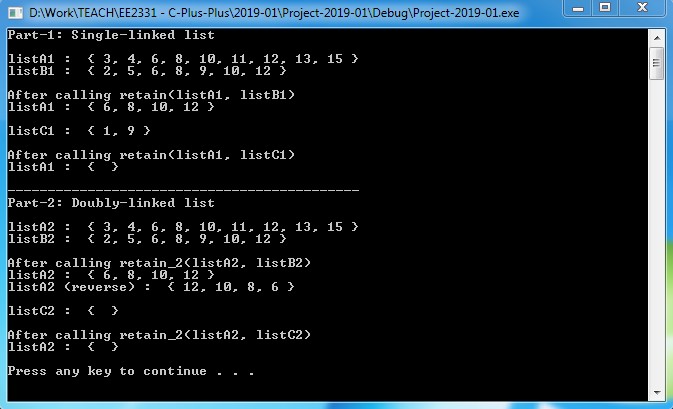 D:\Work\TEACH\EE2331 - C-Plus-Plus\2019-01\Project-2019-01\Debug\Project-2019-01.exe
Part-1: Single-linked list
listA1 :  { 3, 4, 6, 8, 10, 11, 12, 13, 15 }
listB1 :  { 2, 5, 6, 8, 9, 10, 12 }
After calling retain(listA1, listB1)
listA1 :  { 6, 8, 10, 12 }
listC1 :  { 1, 9 }
After calling retain(listA1, listC1)
listA1 :  {  }
--------------------------------------------
Part-2: Doubly-linked list
listA2 :  { 3, 4, 6, 8, 10, 11, 12, 13, 15 }
listB2 :  { 2, 5, 6, 8, 9, 10, 12 }
After calling retain_2(listA2, listB2)
listA2 :  { 6, 8, 10, 12 }
listA2 (reverse) :  { 12, 10, 8, 6 }
listC2 :  {  }
After calling retain_2(listA2, listC2)
listA2 :  {  }
Press any key to continue . . .